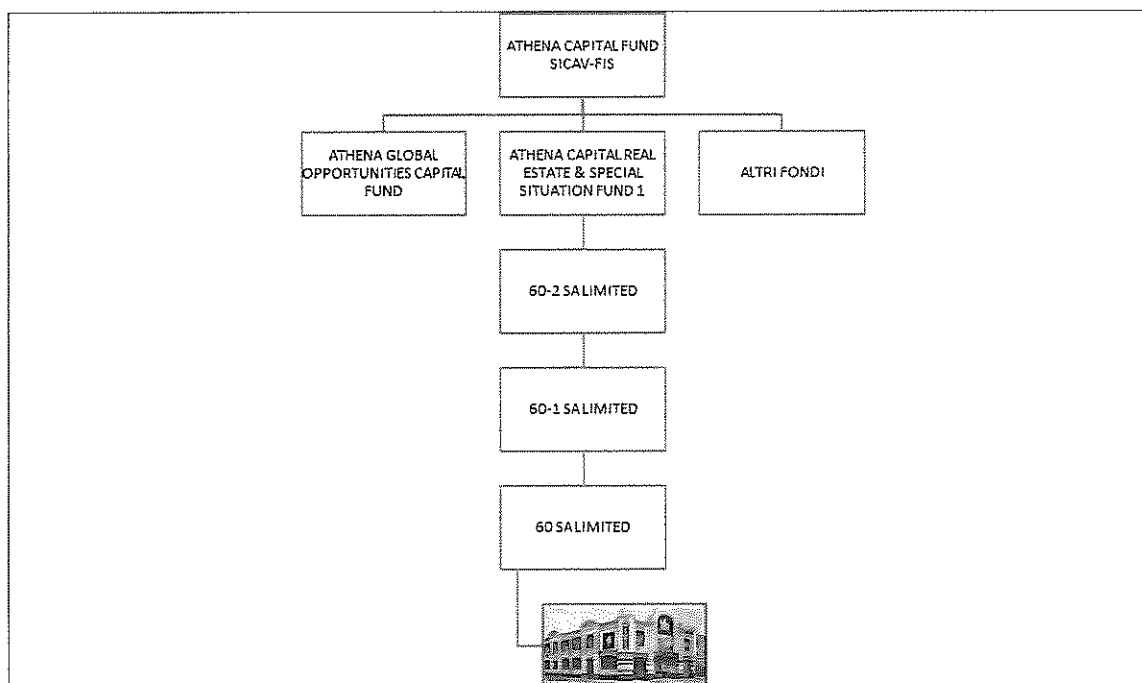 ATHENA CAPITAL FUND
SICAV-FIS
ATHENA GLOBAL
OPPORTUNITIES CAPITAL
FUND
ATHENA CAPITAL REAL
ESTATE & SPECIAL
SITUATION FUND 1
ALTRI FONDI
60-2 SA LIMITED
60-1 SA LIMITED
60 SA LIMITED